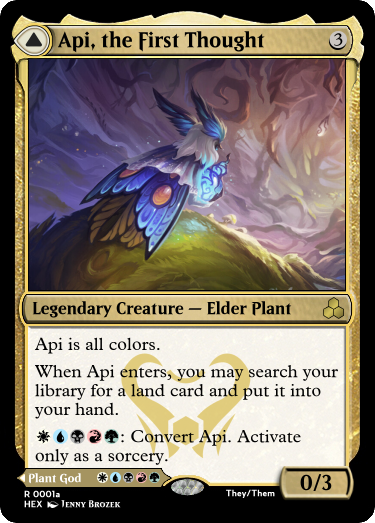 Api, the First Thought 3
Legendary Creature — Elder Plant
Api is all colors.
When Api enters, you may search your
library for a land card and put it into
your hand.
: Convert Api. Activate
only as a sorcery.
Plant God
0/3
R 0001a
They/Them
HEX Jenny Brozek